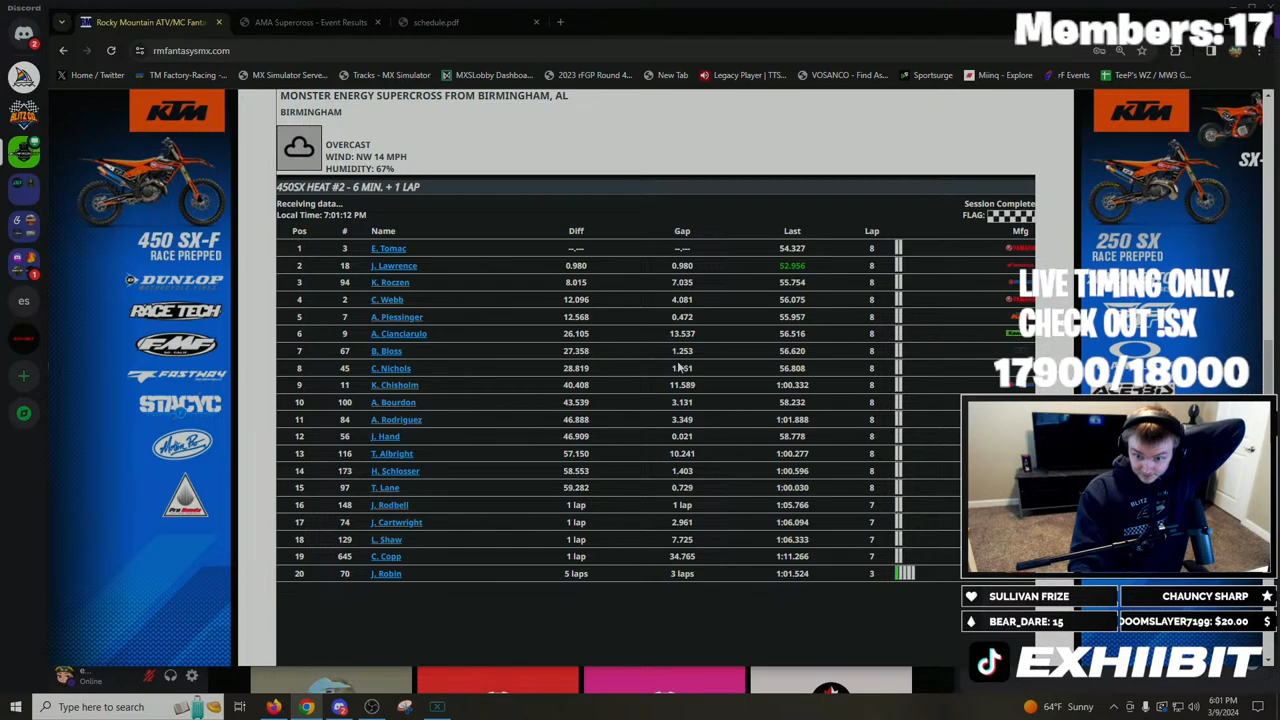 Discord
Rocky Mountain ATV/MC Fanta
AMA Supercross - Event Results
schedule.pdf
Members:17
rmfantasysmx.com
Home / Twitter
TM Factory-Racing -
MX Simulator Serve
Tracks - MX Simulator
MXSLobby Dashboa...
2023 rFGP Round 4...
New Tab
Legacy Player | TTS...
VOSANCO - Find As...
Sportsurge
Miinq - Explore
rF Events
TeeP's WZ / MW3 G...
MONSTER ENERGY SUPERCROSS FROM BIRMINGHAM, AL
BIRMINGHAM
OVERCAST
WIND: NW 14 MPH
HUMIDITY: 67%
450SX HEAT #2 - 6 MIN. + 1 LAP
Receiving data...
Session Complete
Local Time: 7:01:12 PM
FLAG:
Pos # Name Diff Gap Last Lap Mfg
1 3 E. Tomac --.--- --.--- 54.327 8
2 18 J. Lawrence 0.980 0.980 52.956 8
3 94 K. Roczen 8.015 7.035 55.754 8
4 2 C. Webb 12.096 4.081 56.075 8
5 7 A. Plessinger 12.568 0.472 55.957 8
6 9 A. Cianciarulo 26.105 13.537 56.516 8
7 67 B. Bloss 27.358 1.253 56.620 8
8 45 C. Nichols 28.819 56.808 8
9 11 K. Chisholm 40.408 11.589 1:00.332 8
10 100 A. Bourdon 43.539 3.131 58.232 8
11 84 A. Rodriguez 46.888 3.349 1:01.888 8
12 56 J. Hand 46.909 0.021 58.778 8
13 116 T. Albright 57.150 10.241 1:00.277 8
14 173 H. Schlosser 58.553 1.403 1:00.596 8
15 97 T. Lane 59.282 0.729 1:00.030 8
16 148 J. Rodbell 1 lap 1 lap 1:05.766 7
17 74 J. Cartwright 1 lap 2.961 1:06.094 7
18 129 L. Shaw 1 lap 7.725 1:06.333 7
19 645 C. Copp 1 lap 34.765 1:11.266 7
20 70 J. Robin 5 laps 3 laps 1:01.524 3
KTM
450 SX-F
RACE PREPPED
DUNLOP
RACE TECH
FMF
FASTWAY
STACYC
Motion Pro
Pro Honda
KTM
SX-
250 SX
RACE PREPPED
LIVE TIMING ONLY.
CHECK OUT !SX
17900/18000
BLITZ
SULLIVAN FRIZE
CHAUNCY SHARP
BEAR_DARE: 15
DOOMSLAYER7199: $20.00
EXHIIBIT
es
e...
Online
Type here to search
64°F Sunny
6:01 PM
3/9/2024